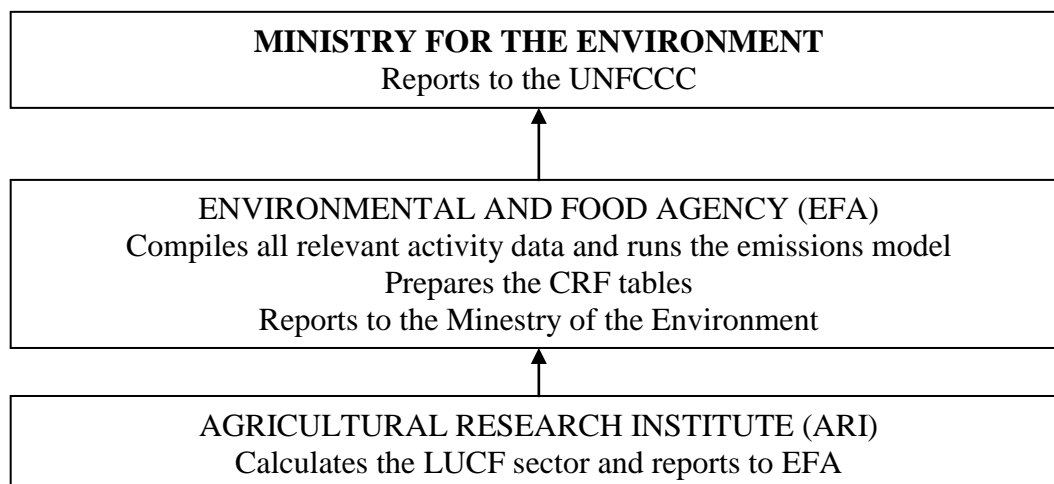 MINISTRY FOR THE ENVIRONMENT
Reports to the UNFCCC
ENVIRONMENTAL AND FOOD AGENCY (EFA)
Compiles all relevant activity data and runs the emissions model
Prepares the CRF tables
Reports to the Minestry of the Environment
AGRICULTURAL RESEARCH INSTITUTE (ARI)
Calculates the LUCF sector and reports to EFA